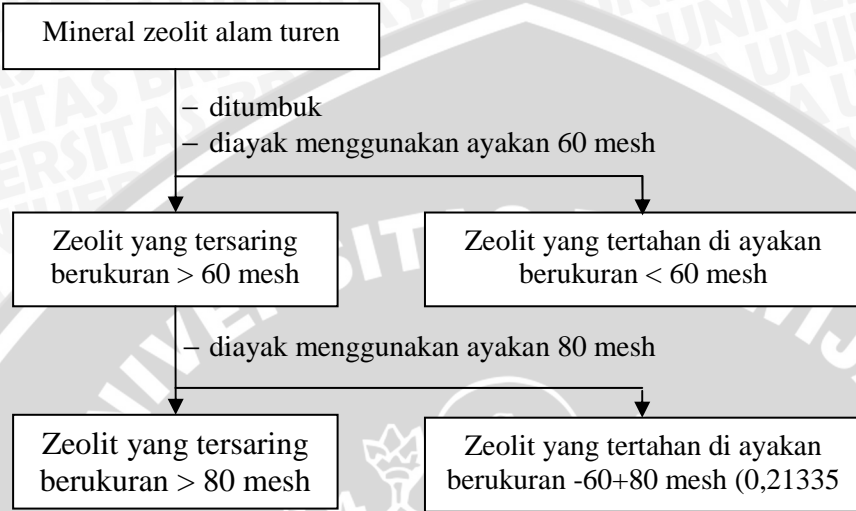 Mineral zeolit alam turen
– ditumbuk
– diayak menggunakan ayakan 60 mesh
Zeolit yang tersaring
berukuran > 60 mesh
Zeolit yang tertahan di ayakan
berukuran < 60 mesh
– diayak menggunakan ayakan 80 mesh
Zeolit yang tersaring
berukuran > 80 mesh
Zeolit yang tertahan di ayakan
berukuran -60+80 mesh (0,21335